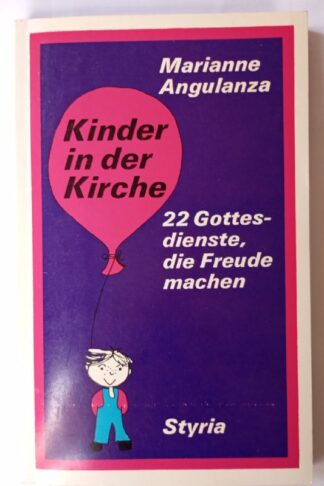 Marianne
Angulanza
Kinder
in der
Kirche
22 Gottes-
dienste,
die Freude
machen
Styria